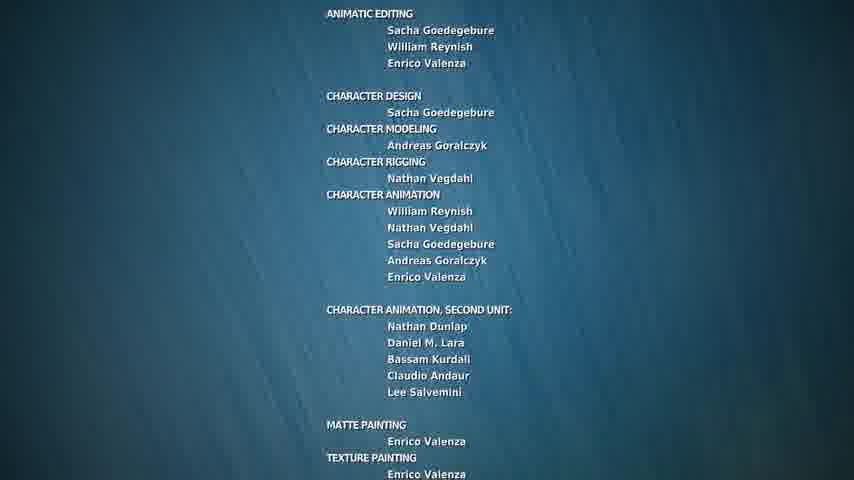 ANIMATIC EDITING
Sacha Goedegebure
William Reynish
Enrico Valenza
CHARACTER DESIGN
Sacha Goedegebure
CHARACTER MODELING
Andreas Goralczyk
CHARACTER RIGGING
Nathan Vegdahl
CHARACTER ANIMATION
William Reynish
Nathan Vegdahl
Sacha Goedegebure
Andreas Goralczyk
Enrico Valenza
CHARACTER ANIMATION, SECOND UNIT:
Nathan Dunlap
Daniel M. Lara
Bassam Kurdali
Claudio Andaur
Lee Salvemini
MATTE PAINTING
Enrico Valenza
TEXTURE PAINTING
Enrico Valenza